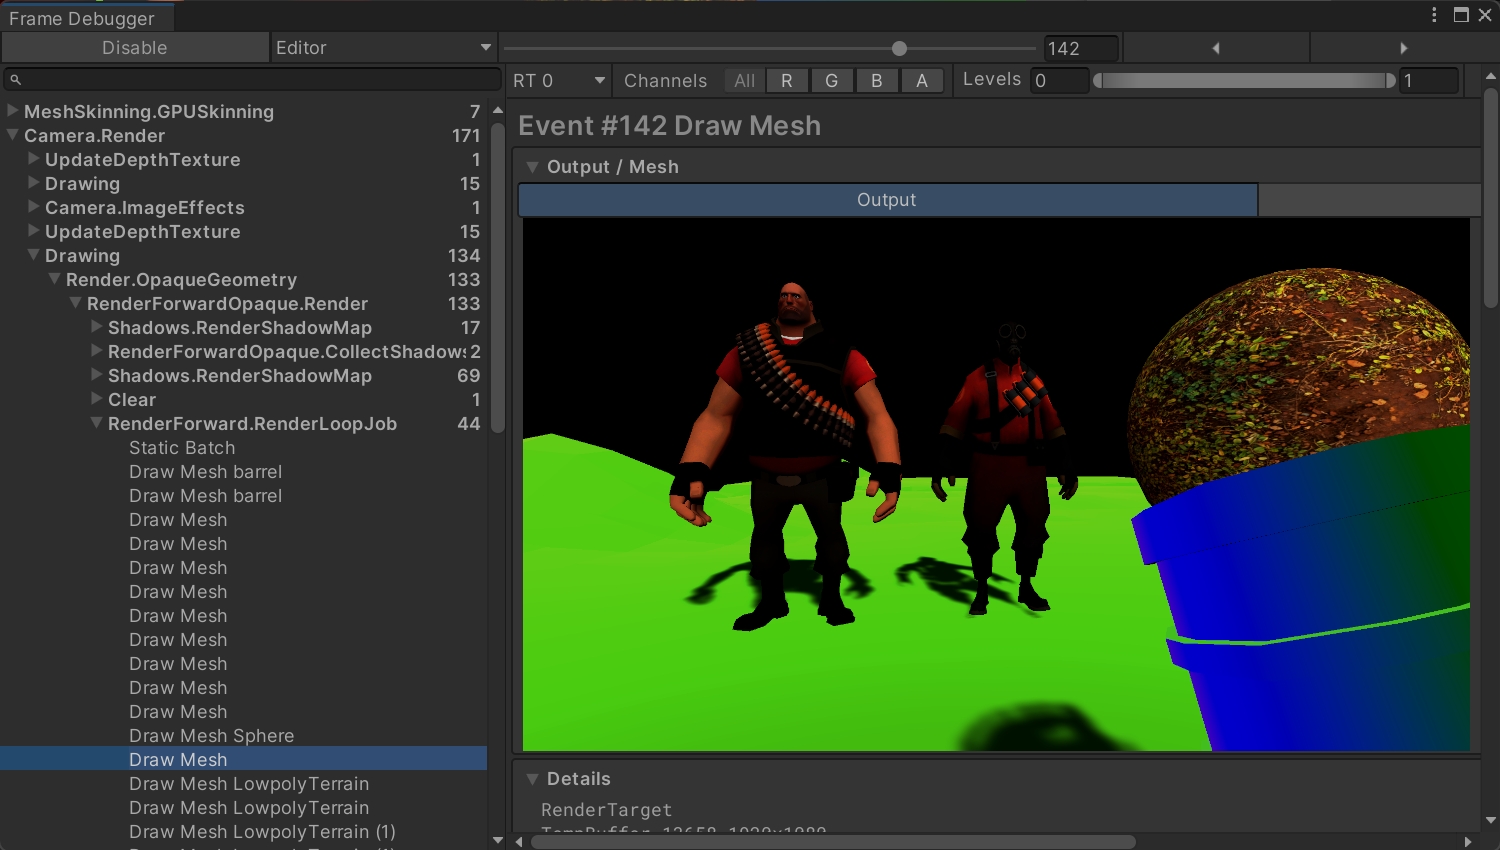 Frame Debugger
Disable
Editor
142
RT 0
Channels
All
R
G
B
A
Levels
0
1
MeshSkinning.GPUSkinning 7
Camera.Render 171
UpdateDepthTexture 1
Drawing 15
Camera.ImageEffects 1
UpdateDepthTexture 15
Drawing 134
Render.OpaqueGeometry 133
RenderForwardOpaque.Render 133
Shadows.RenderShadowMap 17
RenderForwardOpaque.CollectShadows 2
Shadows.RenderShadowMap 69
Clear 1
RenderForward.RenderLoopJob 44
Static Batch
Draw Mesh barrel
Draw Mesh barrel
Draw Mesh
Draw Mesh
Draw Mesh
Draw Mesh
Draw Mesh
Draw Mesh
Draw Mesh
Draw Mesh
Draw Mesh
Draw Mesh Sphere
Draw Mesh
Draw Mesh LowpolyTerrain
Draw Mesh LowpolyTerrain
Draw Mesh LowpolyTerrain (1)
Event #142 Draw Mesh
Output / Mesh
Output
Details
RenderTarget